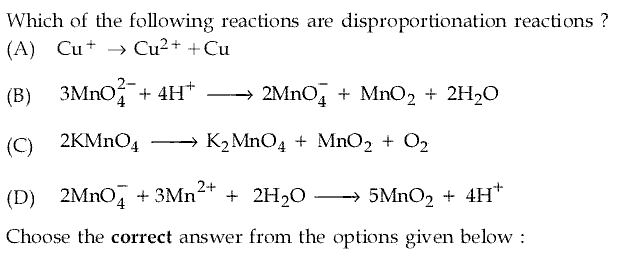 Which of the following reactions are disproportionation reactions ?
(A) Cu⁺ → Cu²⁺ + Cu
(B) 3MnO₄²⁻ + 4H⁺ ⟶ 2MnO₄⁻ + MnO₂ + 2H₂O
(C) 2KMnO₄ ⟶ K₂MnO₄ + MnO₂ + O₂
(D) 2MnO₄⁻ + 3Mn²⁺ + 2H₂O ⟶ 5MnO₂ + 4H⁺
Choose the correct answer from the options given below :